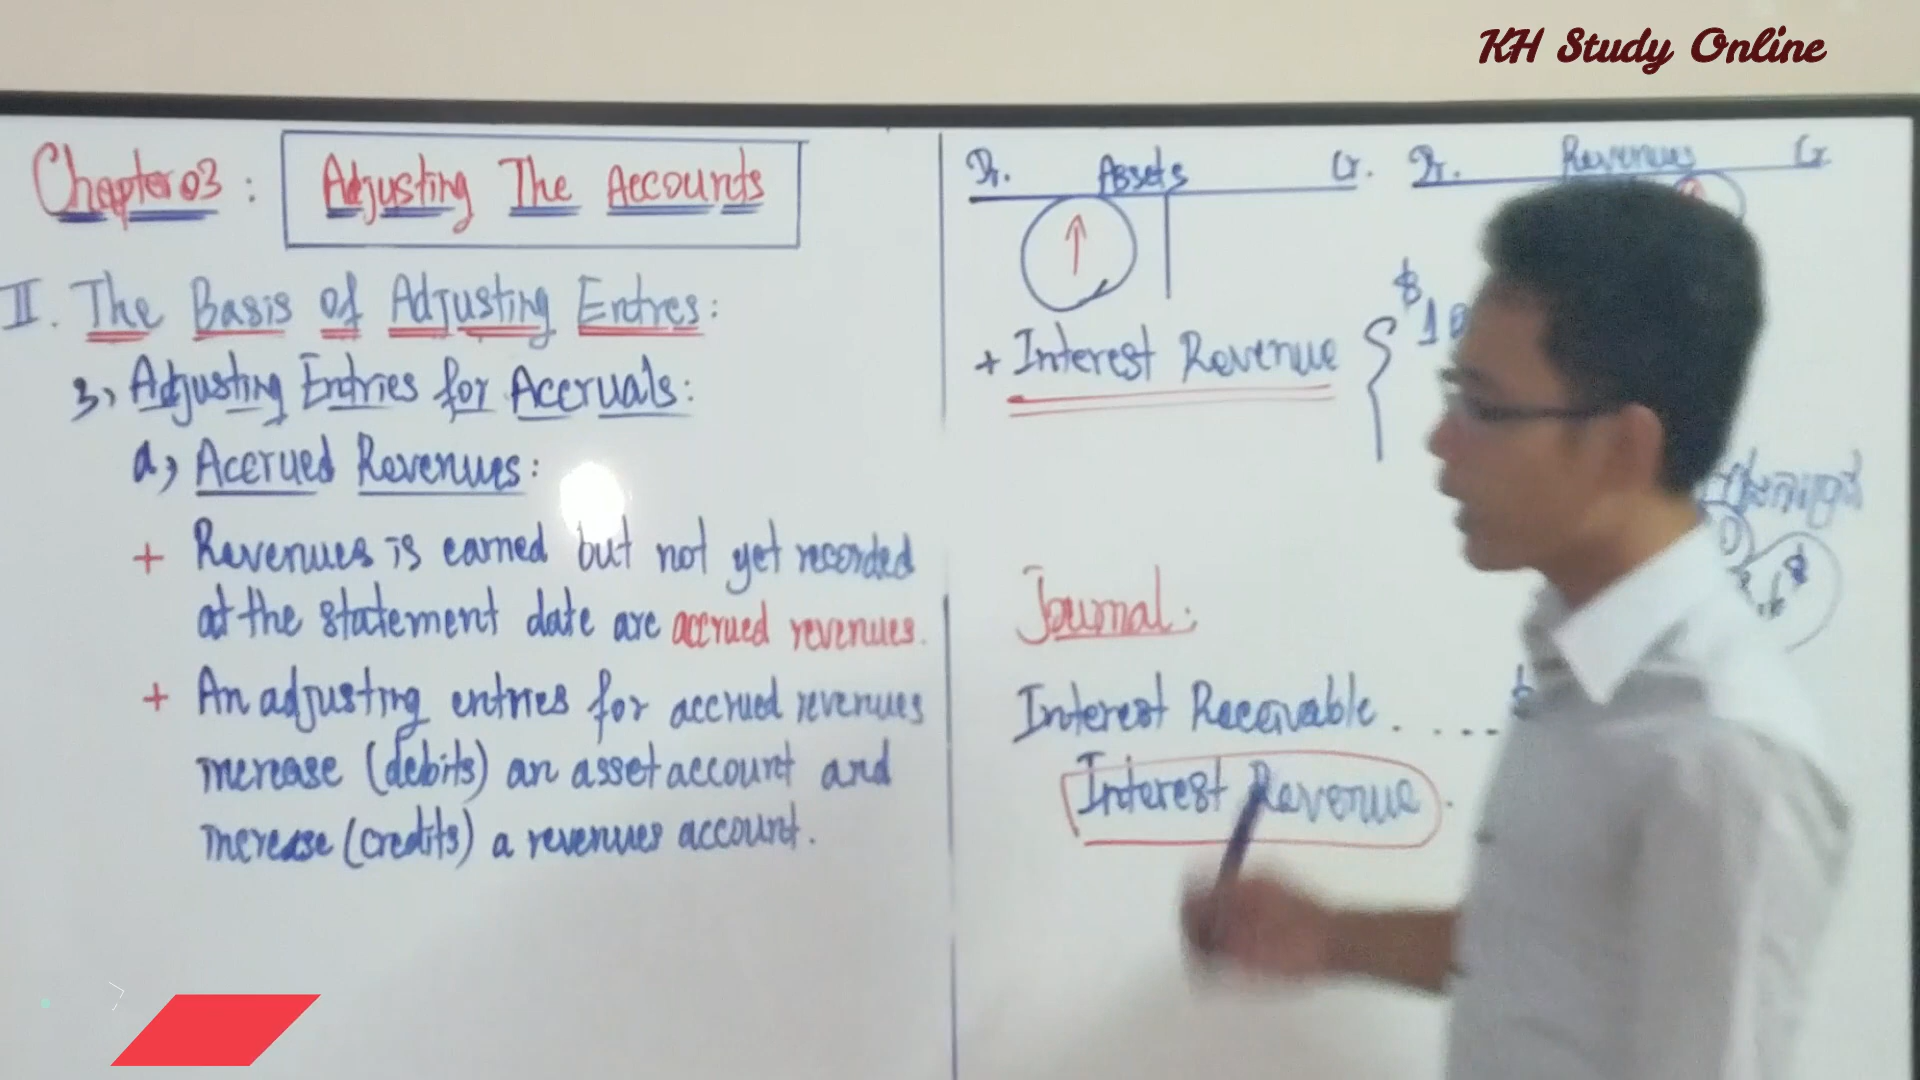 KH Study Online
Chapter 03 : Adjusting The Accounts
II. The Basis of Adjusting Entres:
3, Adjusting Entries for Accruals:
a, Accrued Revenues:
+ Revenues is earned but not yet recorded
at the statement date are accrued revenues.
+ An adjusting entries for accrued revenues
increase (debits) an asset account and
increase (credits) a revenues account.
Dr. Assets Cr.
Dr. Revenues Cr
↑
+ Interest Revenue {
Journal:
Interest Receivable.....$
Interest Revenue.